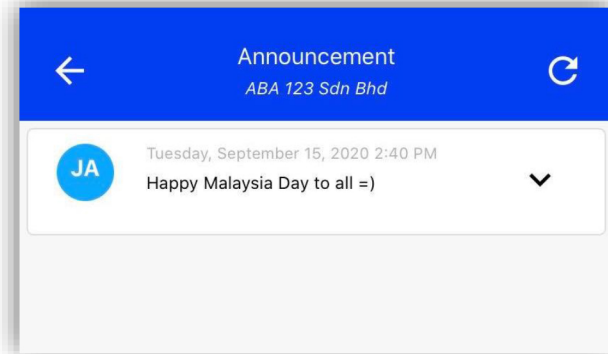 Announcement
ABA 123 Sdn Bhd
JA
Tuesday, September 15, 2020 2:40 PM
Happy Malaysia Day to all =)